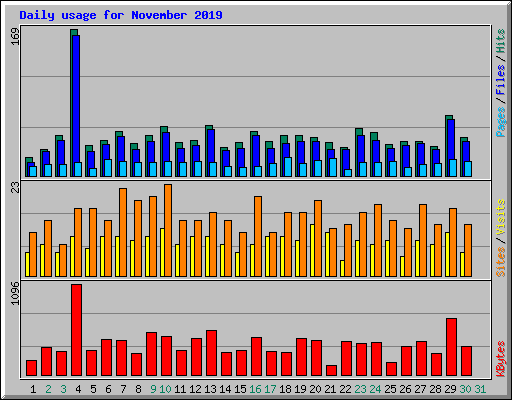 Daily usage for November 2019
169
Pages / Files / Hits
23
Sites / Visits
1096
KBytes
1 2 3 4 5 6 7 8 9 10 11 12 13 14 15 16 17 18 19 20 21 22 23 24 25 26 27 28 29 30 31